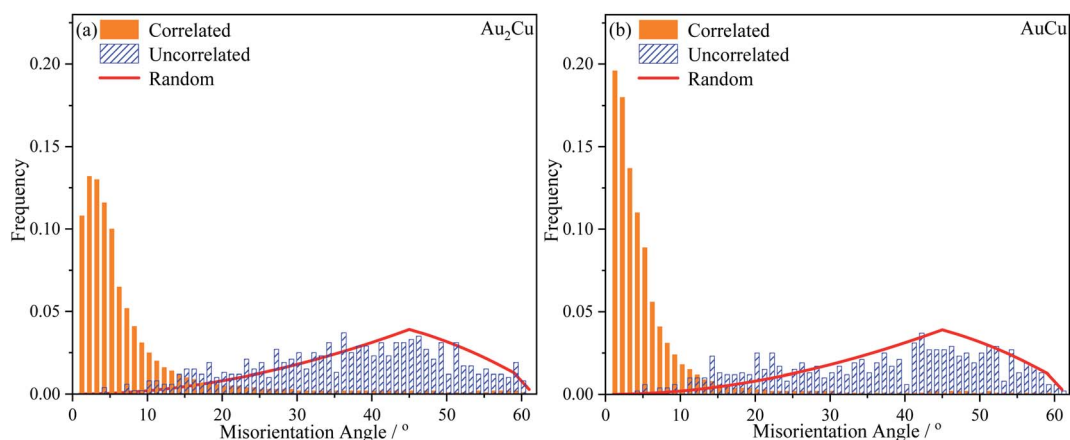 (a)
Au₂Cu
Correlated
Uncorrelated
Random
0.20
0.15
0.10
0.05
0.00
Frequency
0
10
20
30
40
50
60
Misorientation Angle / °
(b)
AuCu
Correlated
Uncorrelated
Random
0.20
0.15
0.10
0.05
0.00
Frequency
0
10
20
30
40
50
60
Misorientation Angle / °